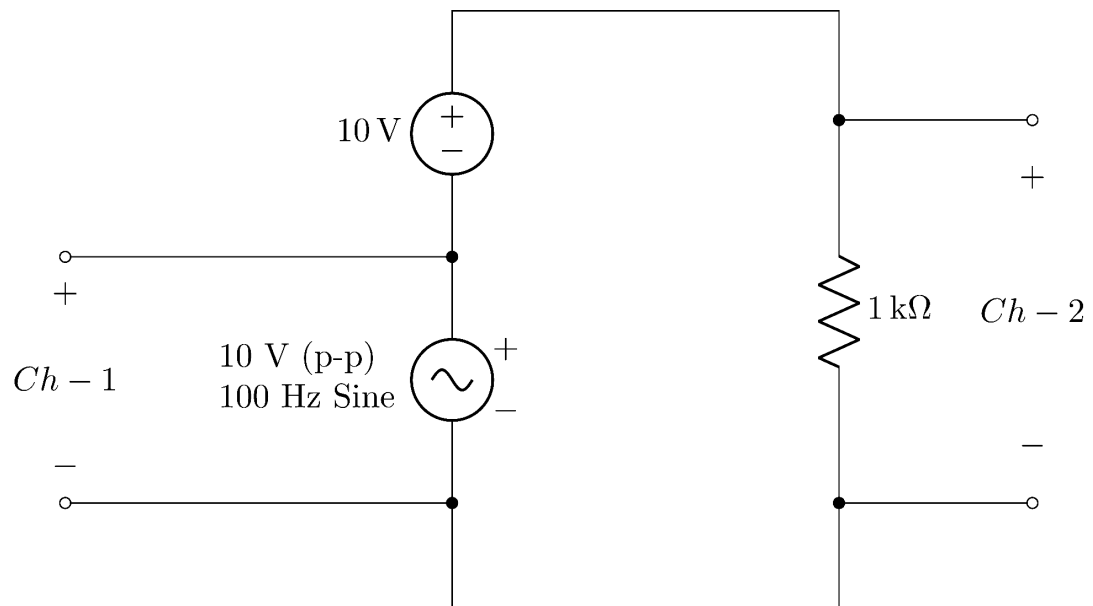 +
−
10 V
+
+
10 V (p-p)
+
1 kΩ
Ch − 2
Ch − 1
100 Hz Sine
−
−
−